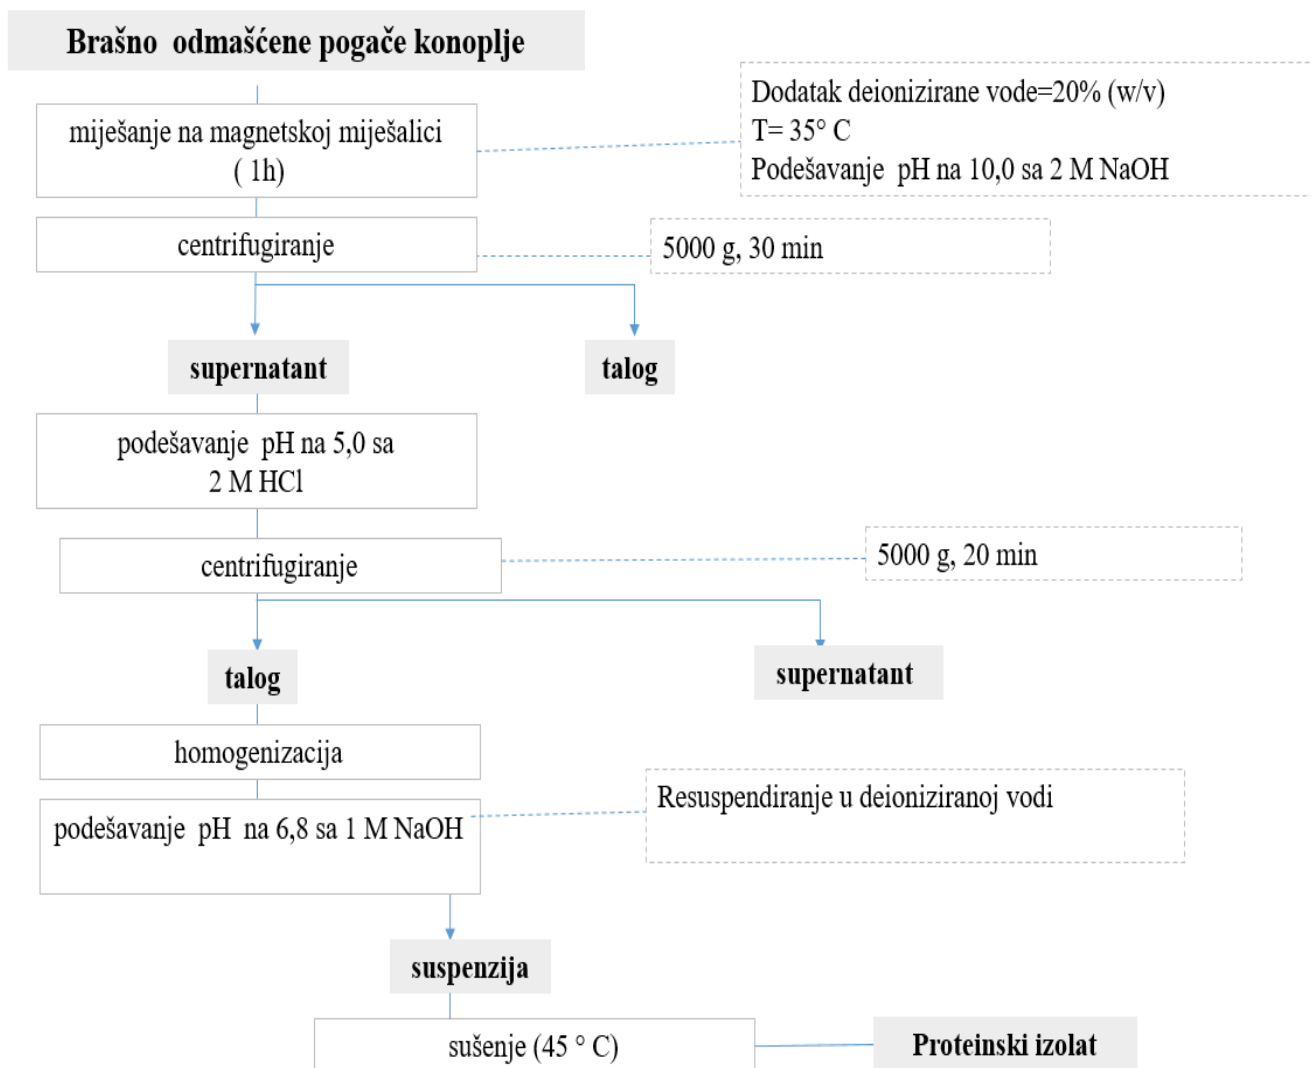 Brašno odmašćene pogače konoplje
miješanje na magnetskoj miješalici
( 1h)
Dodatak deionizirane vode=20% (w/v)
T= 35° C
Podešavanje pH na 10,0 sa 2 M NaOH
centrifugiranje
5000 g, 30 min
supernatant
talog
podešavanje pH na 5,0 sa
2 M HCl
centrifugiranje
5000 g, 20 min
talog
supernatant
homogenizacija
podešavanje pH na 6,8 sa 1 M NaOH
Resuspendiranje u deioniziranoj vodi
suspenzija
sušenje (45 ° C)
Proteinski izolat